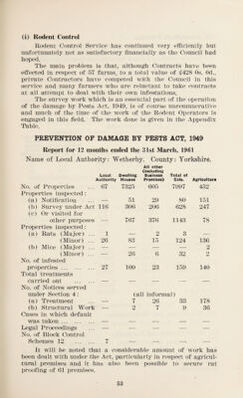 (i) Rodent Control
Rodent Control Service has continued very efficiently but
unfortunately not as satisfactory financially as the Council had
hoped.
The main problem is that, although Contracts have been
effected in respect of 57 farms, to a total value of £428 0s. 0d.,
private Contractors have competed with the Council in this
service and many farmers who are reluctant to take contracts
at all attempt to deal with their own infestations,
The survey work which is an essential part of the operation
of the damage by Pests Act, 1949, is of course unremunerative
and much of the time of the work of the Rodent Operators is
engaged in this field. The work done is given in the Appendix
Table.
PREVENTION OF DAMAGE BY PESTS ACT, 1949
Report for 12 months ended the 31st March, 1961
Name of Local Authority: Wetherby. County: Yorkshire.
All other
(including
Local Dwelling Business Total of
Authority Houses Premises) Cols. Agriculture
No. of Properties 67 7325 605 7997 452
Properties inspected:
(a) Notification — 51 29 80 151
(b) Survey under Act 116 306 206 628 247
(c) Or visited for
other purposes — 767 376 1143 78
Properties inspected:
(a) Rats (Major) 1 — 2 3 —
(Minor) 26 83 15 124 136
(b) Mice (Major) — — — — 2
(Minor) — 26 6 32 2
No. of infested
properties 27 109 23 159 140
Total treatments
carried out — — — — —
No. of Notices served
under Section 4: (all informal)
(a) Treatment — 7 26 33 178
(b) Structural Work — 2 7 9 36
Cases in which default
was taken — — — — —
Legal Proceedings — — — — —
No. of Block Control
Schemes 12 7
It will be noted that a considerable amount of work has
been dealt with under the Act, particularly in respect of agricul-
tural premises and it has also been possible to secure rat
proofing of 61 premises.
53